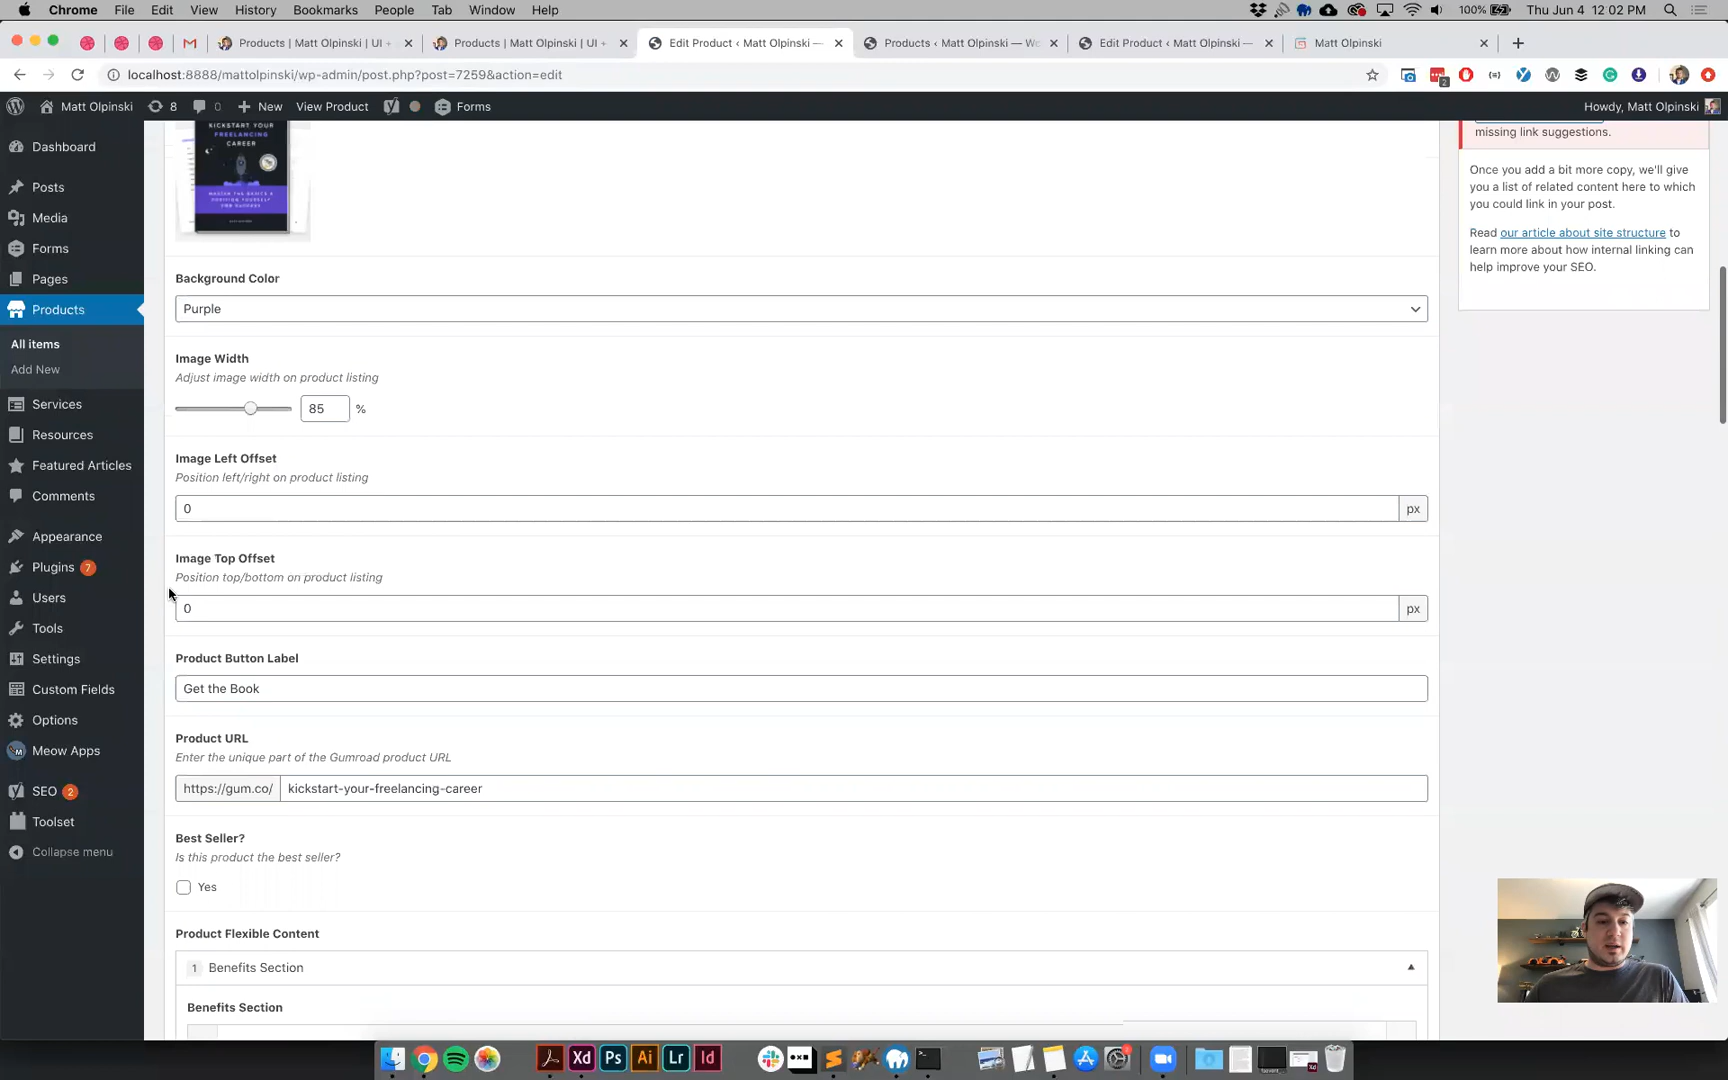 Chrome File Edit View History Bookmarks People Tab Window Help 100% Thu Jun 4 12:02 PM
Products | Matt Olpinski | UI + Products | Matt Olpinski | UI + Edit Product ‹ Matt Olpinski — Products ‹ Matt Olpinski — Wo Edit Product ‹ Matt Olpinski — Matt Olpinski
localhost:8888/mattolpinski/wp-admin/post.php?post=7259&action=edit
Matt Olpinski 8 0 New View Product Forms Howdy, Matt Olpinski
Dashboard
Posts
Media
Forms
Pages
Products
All items
Add New
Services
Resources
Featured Articles
Comments
Appearance
Plugins 7
Users
Tools
Settings
Custom Fields
Options
Meow Apps
SEO 2
Toolset
Collapse menu
KICKSTART YOUR
FREELANCING
CAREER
Background Color
Purple
Image Width
Adjust image width on product listing
85 %
Image Left Offset
Position left/right on product listing
0 px
Image Top Offset
Position top/bottom on product listing
0 px
Product Button Label
Get the Book
Product URL
Enter the unique part of the Gumroad product URL
https://gum.co/ kickstart-your-freelancing-career
Best Seller?
Is this product the best seller?
Yes
Product Flexible Content
1 Benefits Section
Benefits Section
missing link suggestions.
Once you add a bit more copy, we'll give
you a list of related content here to which
you could link in your post.
Read our article about site structure to
learn more about how internal linking can
help improve your SEO.
Xd Ps Ai Lr Id